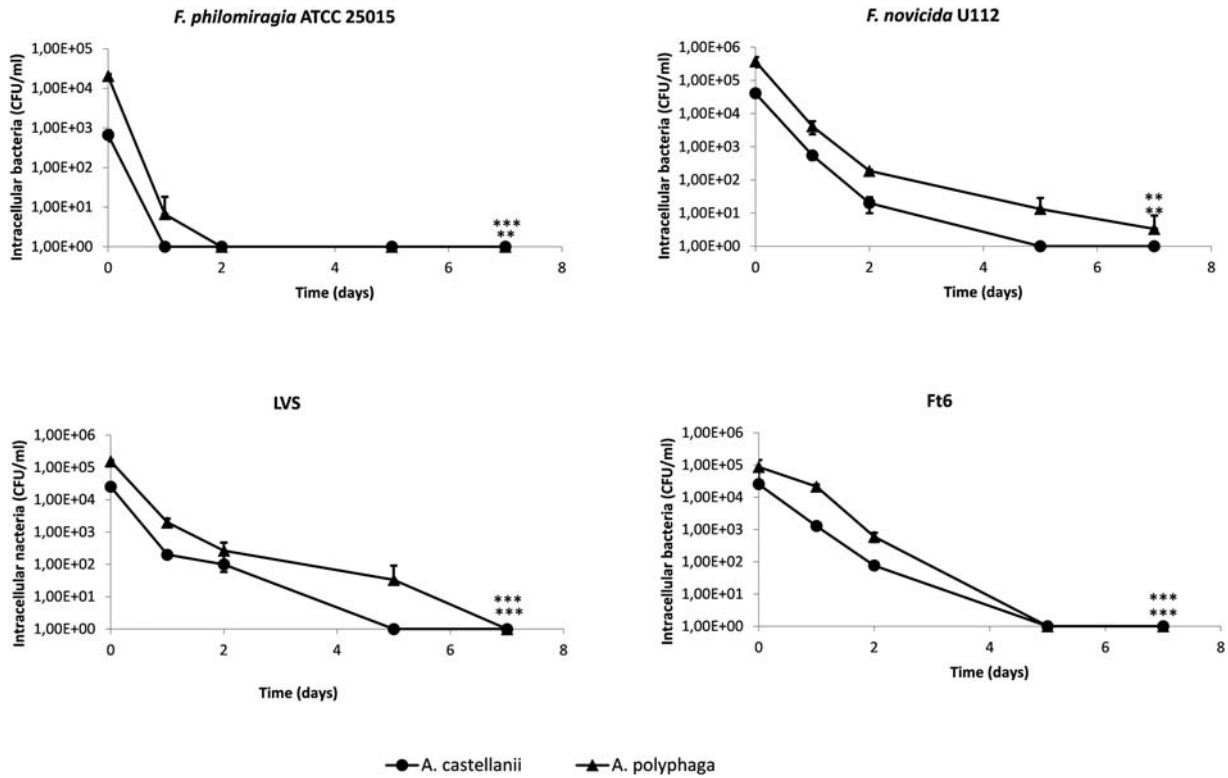 F. philomiragia ATCC 25015
Intracellular bacteria (CFU/ml)
1,00E+05
1,00E+04
1,00E+03
1,00E+02
1,00E+01
1,00E+00
***
**
0 2 4 6 8
Time (days)
F. novicida U112
Intracellular bacteria (CFU/ml)
1,00E+06
1,00E+05
1,00E+04
1,00E+03
1,00E+02
1,00E+01
1,00E+00
**
**
0 2 4 6 8
Time (days)
LVS
Intracellular nacteria (CFU/ml)
1,00E+06
1,00E+05
1,00E+04
1,00E+03
1,00E+02
1,00E+01
1,00E+00
***
***
0 2 4 6 8
Time (days)
Ft6
Intracellular bacteria (CFU/ml)
1,00E+06
1,00E+05
1,00E+04
1,00E+03
1,00E+02
1,00E+01
1,00E+00
***
***
0 2 4 6 8
Time (days)
A. castellanii A. polyphaga